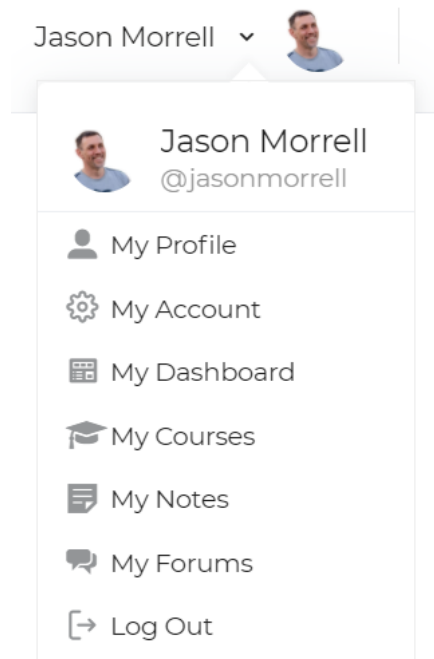 Jason Morrell
Jason Morrell
@jasonmorrell
My Profile
My Account
My Dashboard
My Courses
My Notes
My Forums
Log Out